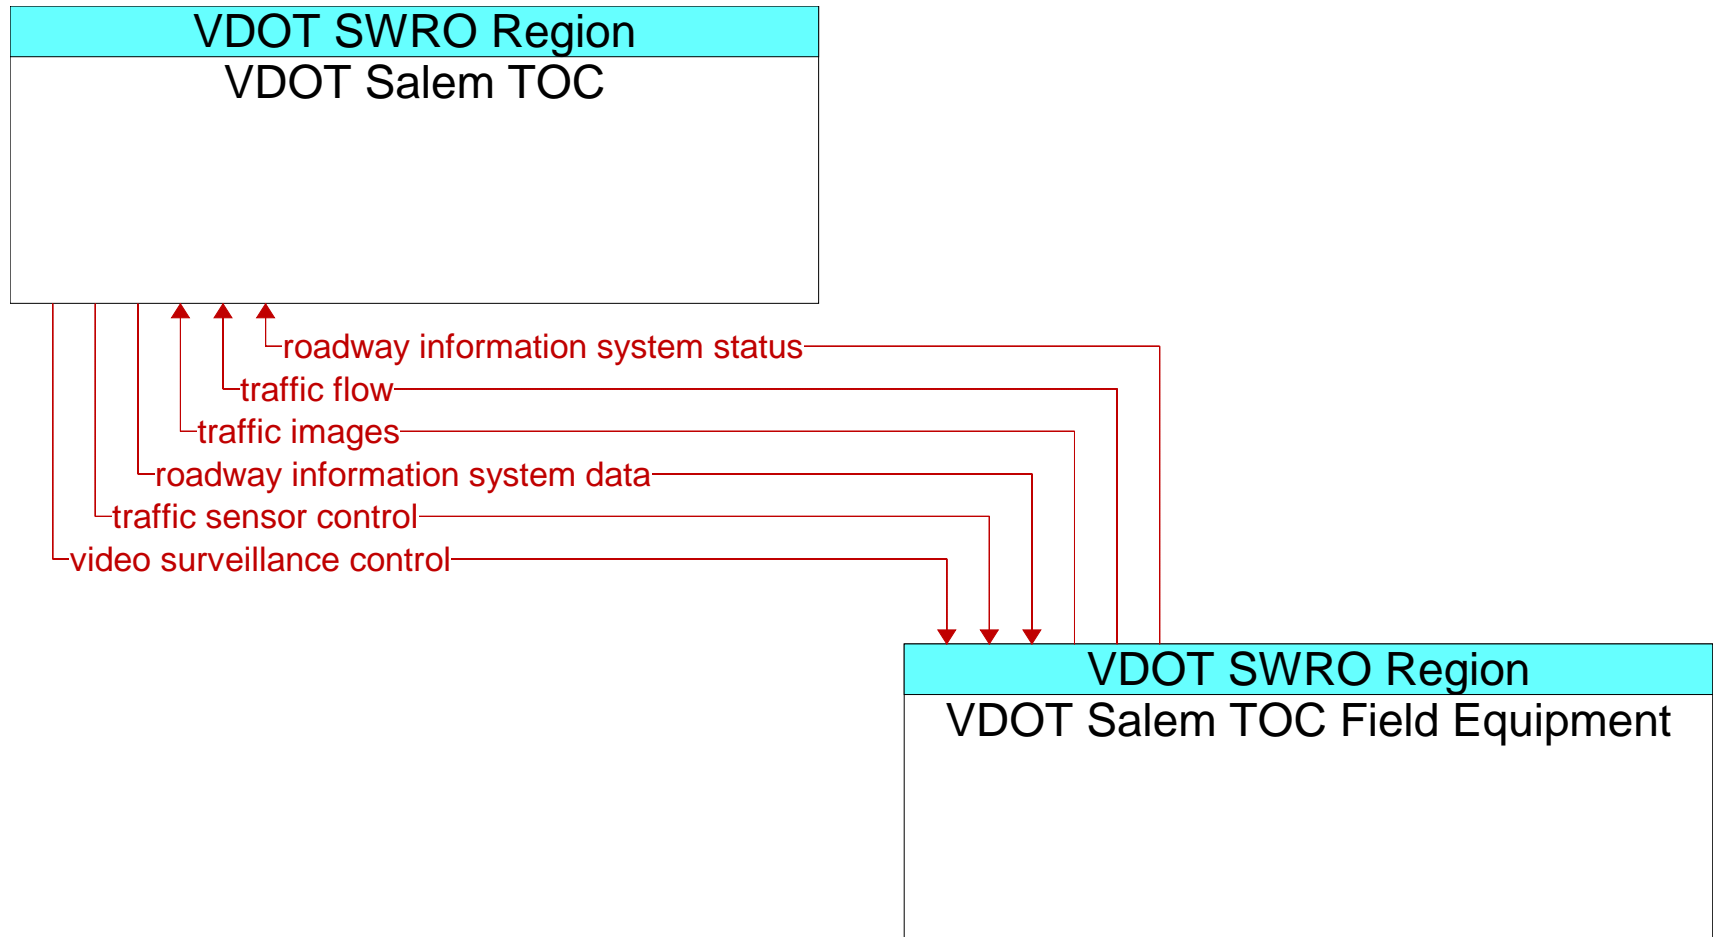 VDOT SWRO Region
VDOT Salem TOC
roadway information system status
traffic flow
traffic images
roadway information system data
traffic sensor control
video surveillance control
VDOT SWRO Region
VDOT Salem TOC Field Equipment